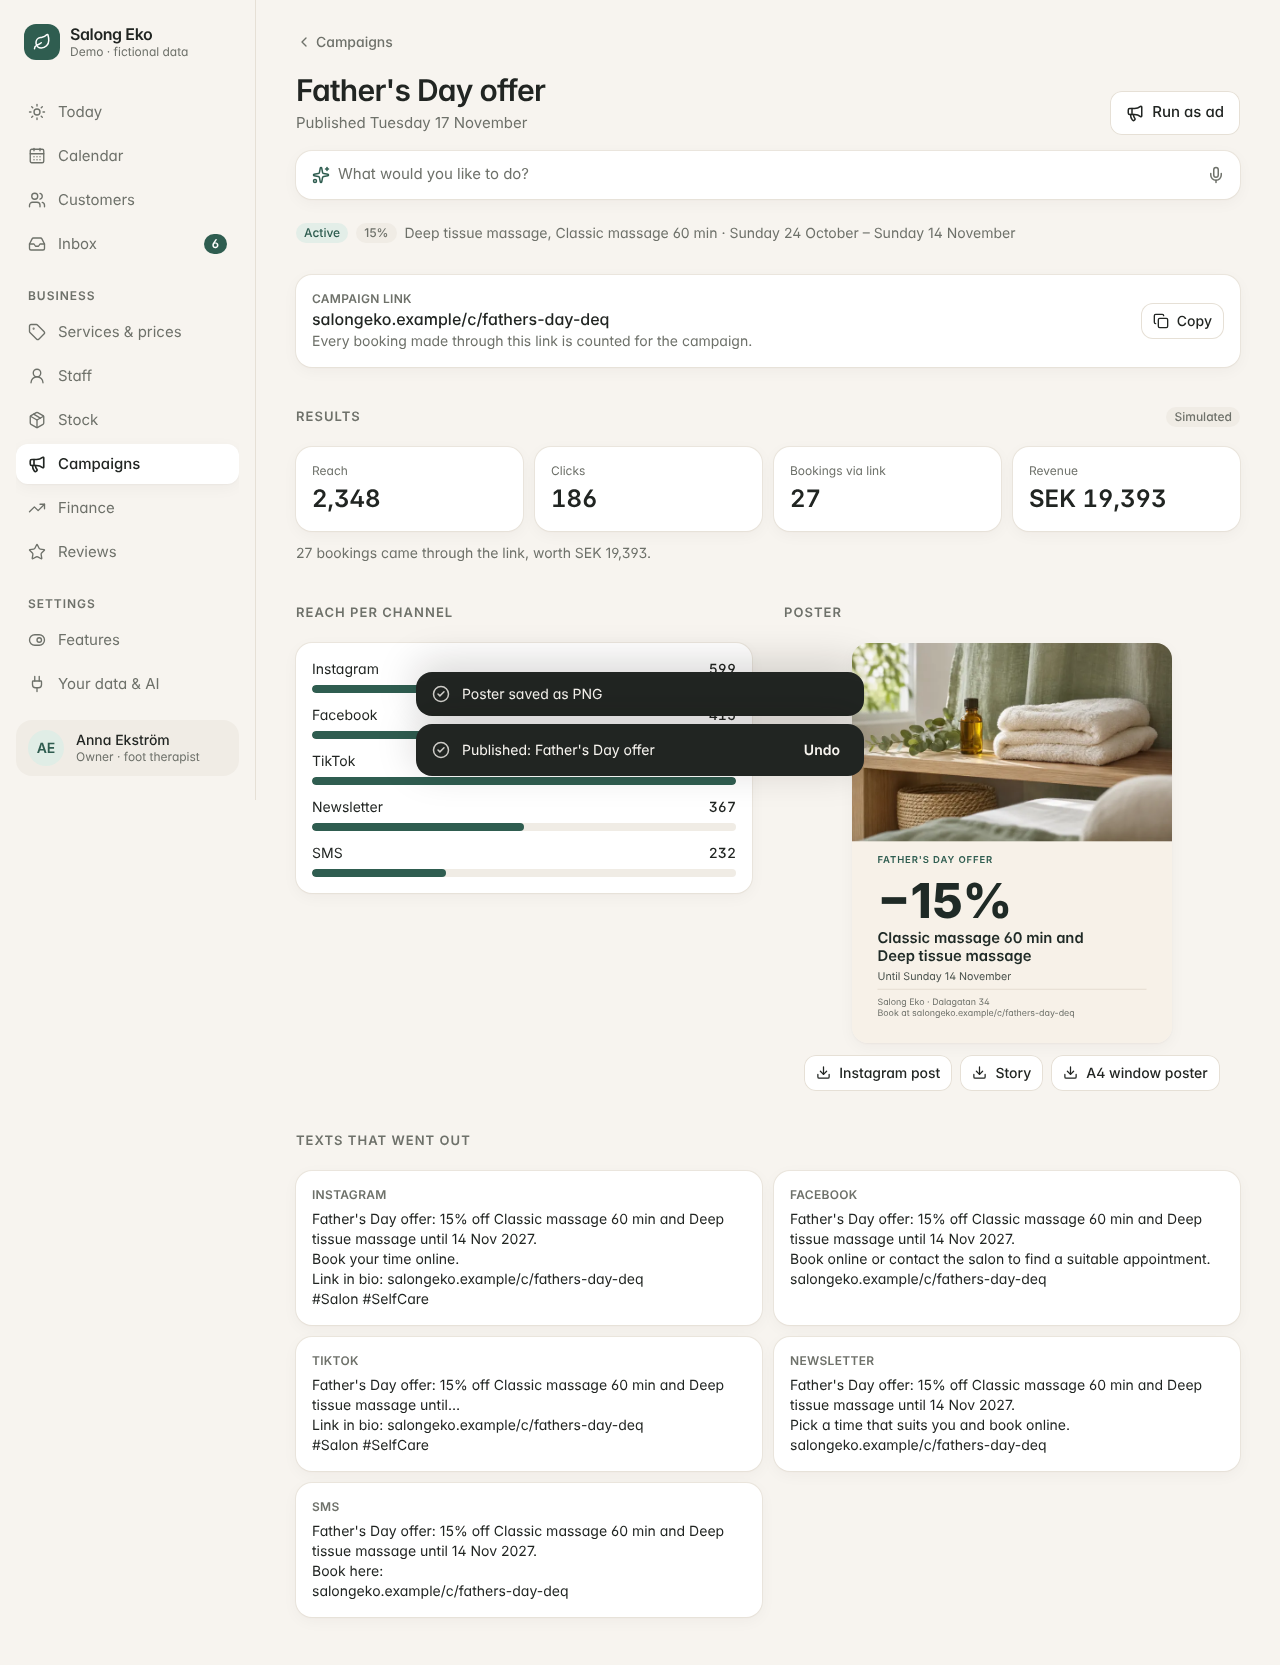 Salong Eko
Demo · fictional data
Today
Calendar
Customers
Inbox
6
BUSINESS
Services & prices
Staff
Stock
Campaigns
Finance
Reviews
SETTINGS
Features
Your data & AI
AE
Anna Ekström
Owner · foot therapist
Campaigns
Father's Day offer
Published Tuesday 17 November
Run as ad
What would you like to do?
Active
15%
Deep tissue massage, Classic massage 60 min · Sunday 24 October – Sunday 14 November
CAMPAIGN LINK
salongeko.example/c/fathers-day-deq
Every booking made through this link is counted for the campaign.
Copy
RESULTS
Simulated
Reach
2,348
Clicks
186
Bookings via link
27
Revenue
SEK 19,393
27 bookings came through the link, worth SEK 19,393.
REACH PER CHANNEL
Instagram
599
Poster saved as PNG
Facebook
Published: Father's Day offer
Undo
TikTok
Newsletter
367
SMS
232
POSTER
FATHER'S DAY OFFER
−15%
Classic massage 60 min and
Deep tissue massage
Until Sunday 14 November
Salong Eko · Dalagatan 34
Book at salongeko.example/c/fathers-day-deq
Instagram post
Story
A4 window poster
TEXTS THAT WENT OUT
INSTAGRAM
Father's Day offer: 15% off Classic massage 60 min and Deep
tissue massage until 14 Nov 2027.
Book your time online.
Link in bio: salongeko.example/c/fathers-day-deq
#Salon #SelfCare
FACEBOOK
Father's Day offer: 15% off Classic massage 60 min and Deep
tissue massage until 14 Nov 2027.
Book online or contact the salon to find a suitable appointment.
salongeko.example/c/fathers-day-deq
TIKTOK
Father's Day offer: 15% off Classic massage 60 min and Deep
tissue massage until…
Link in bio: salongeko.example/c/fathers-day-deq
#Salon #SelfCare
NEWSLETTER
Father's Day offer: 15% off Classic massage 60 min and Deep
tissue massage until 14 Nov 2027.
Pick a time that suits you and book online.
salongeko.example/c/fathers-day-deq
SMS
Father's Day offer: 15% off Classic massage 60 min and Deep
tissue massage until 14 Nov 2027.
Book here:
salongeko.example/c/fathers-day-deq